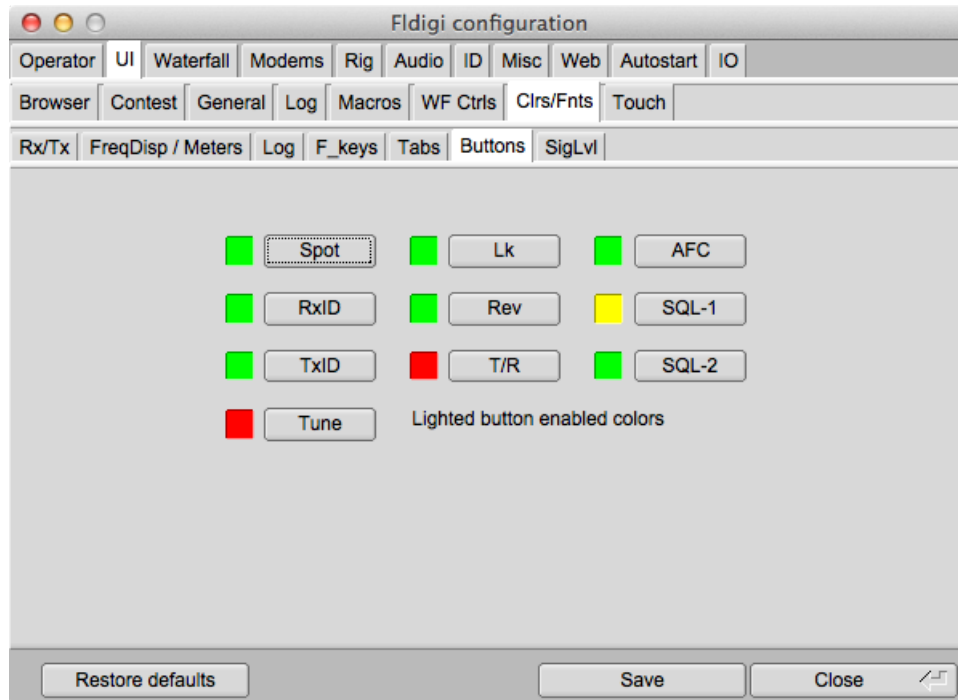 Fldigi configuration
Operator UI Waterfall Modems Rig Audio ID Misc Web Autostart IO
Browser Contest General Log Macros WF Ctrls Clrs/Fnts Touch
Rx/Tx FreqDisp / Meters Log F_keys Tabs Buttons SigLvl
Spot Lk AFC
RxID Rev SQL-1
TxID T/R SQL-2
Tune Lighted button enabled colors
Restore defaults Save Close